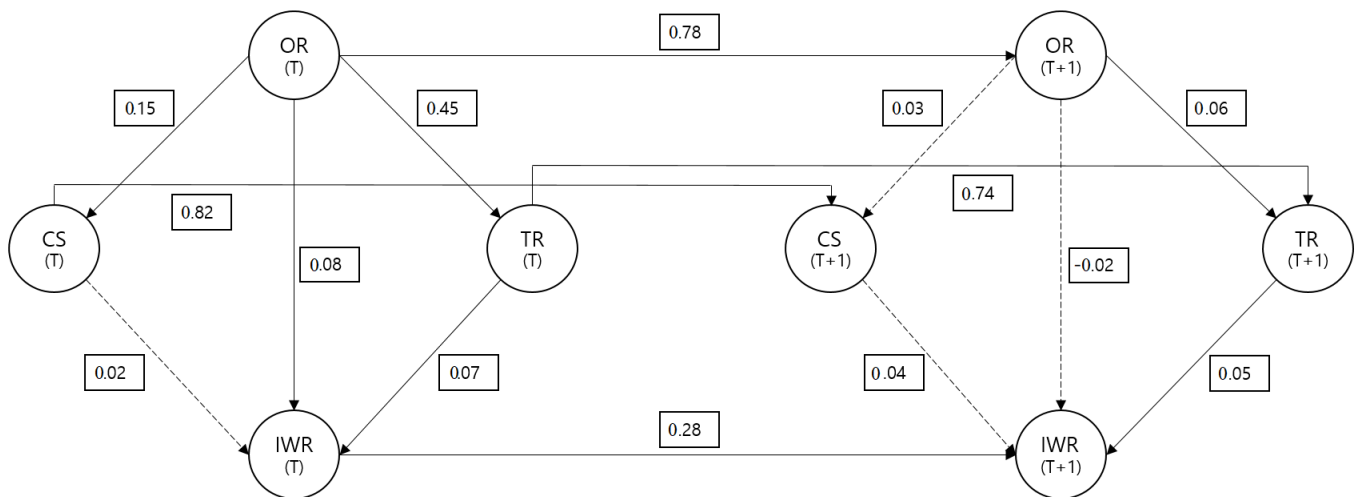 OR
(T)
0.78
OR
(T+1)
0.15
0.45
0.03
0.06
0.82
0.74
CS
(T)
0.08
TR
(T)
CS
(T+1)
-0.02
TR
(T+1)
0.02
0.07
0.04
0.05
IWR
(T)
0.28
IWR
(T+1)